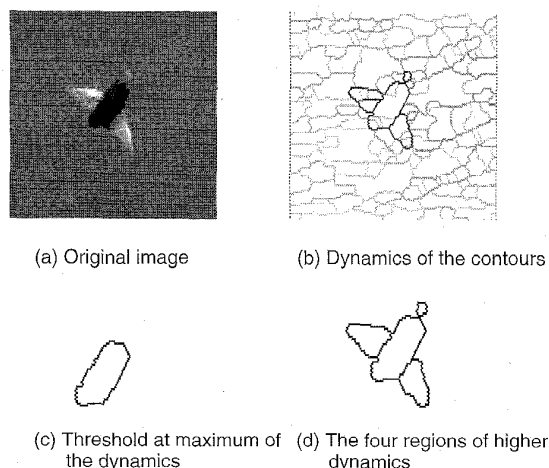 (a) Original image
(b) Dynamics of the contours
(c) Threshold at maximum of
the dynamics
(d) The four regions of higher
dynamics